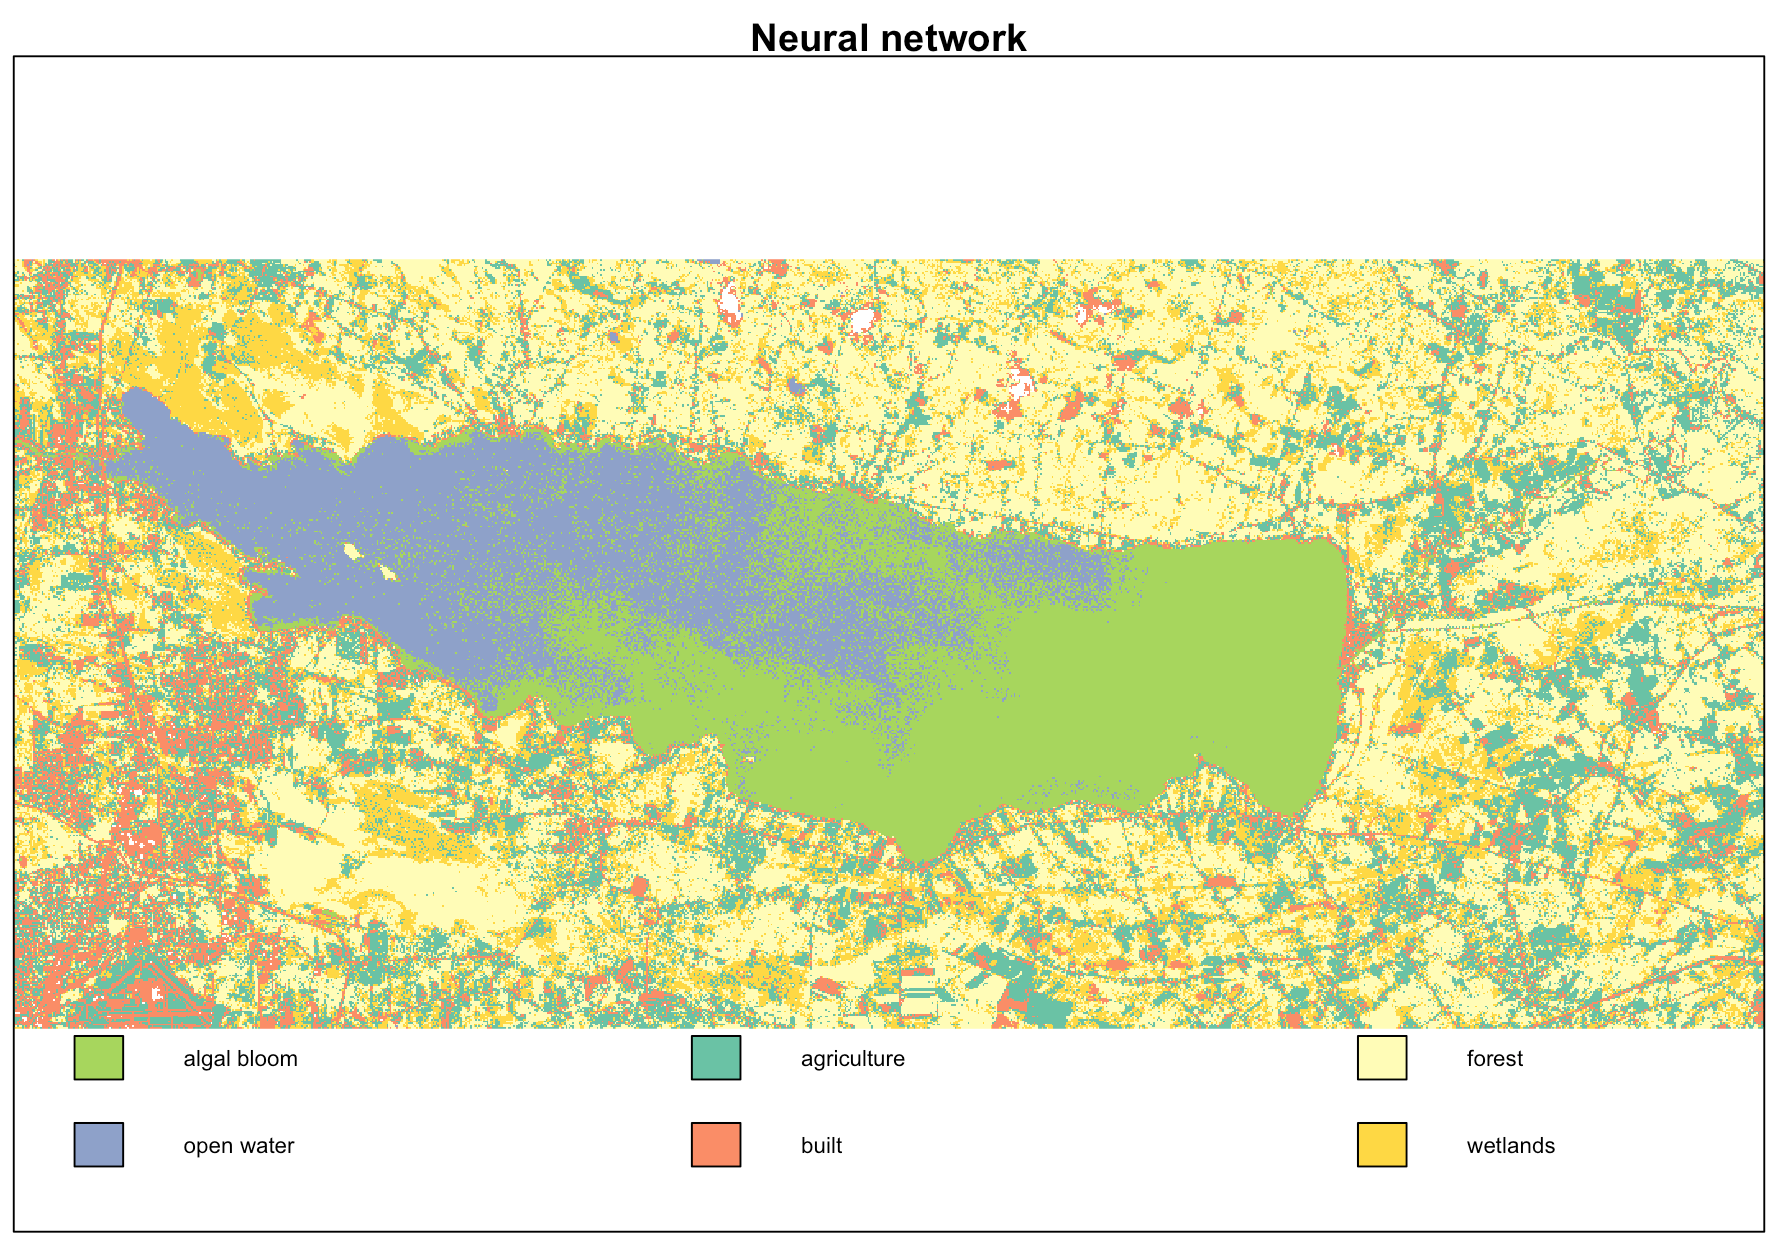 Neural network
algal bloom
agriculture
forest
open water
built
wetlands